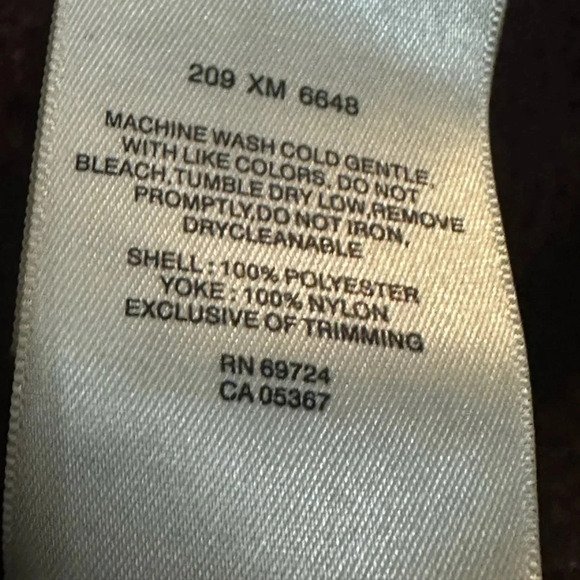 209 XM 6648
MACHINE WASH COLD GENTLE,
WITH LIKE COLORS, DO NOT
BLEACH,TUMBLE DRY LOW,REMOVE
PROMPTLY,DO NOT IRON,
DRYCLEANABLE
SHELL : 100% POLYESTER
YOKE : 100% NYLON
EXCLUSIVE OF TRIMMING
RN 69724
CA 05367